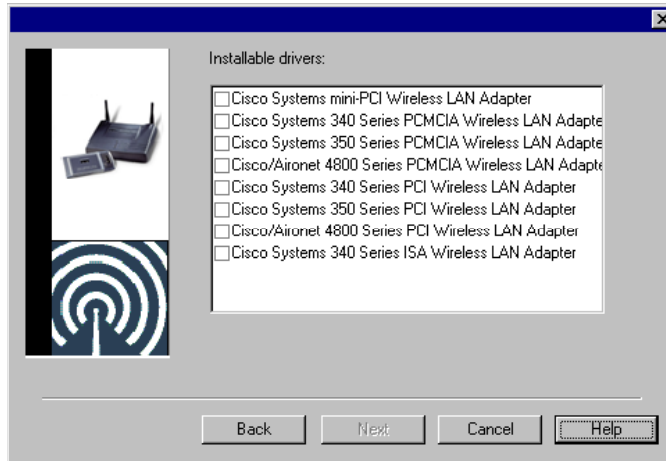 Installable drivers:
Cisco Systems mini-PCI Wireless LAN Adapter
Cisco Systems 340 Series PCMCIA Wireless LAN Adapte
Cisco Systems 350 Series PCMCIA Wireless LAN Adapte
Cisco/Aironet 4800 Series PCMCIA Wireless LAN Adapte
Cisco Systems 340 Series PCI Wireless LAN Adapter
Cisco Systems 350 Series PCI Wireless LAN Adapter
Cisco/Aironet 4800 Series PCI Wireless LAN Adapter
Cisco Systems 340 Series ISA Wireless LAN Adapter
Back Next Cancel Help